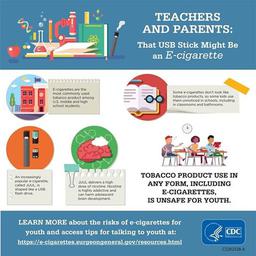 TEACHERS
AND PARENTS:
That USB Stick Might Be
an E-cigarette
E-cigarettes are the
most commonly used
tobacco product among
U.S. middle and high
school students.
Some e-cigarettes don't look like
tobacco products, so some kids use
them unnoticed in schools, including
in classrooms and bathrooms.
An increasingly
popular e-cigarette,
called JUUL, is
shaped like a USB
flash drive.
JUUL delivers a high
dose of nicotine. Nicotine
is highly addictive and
can harm adolescent
brain development.
TOBACCO PRODUCT USE IN
ANY FORM, INCLUDING
E-CIGARETTES,
IS UNSAFE FOR YOUTH.
LEARN MORE about the risks of e-cigarettes for
youth and access tips for talking to youth at:
https://e-cigarettes.surgeongeneral.gov/resources.html
CDC